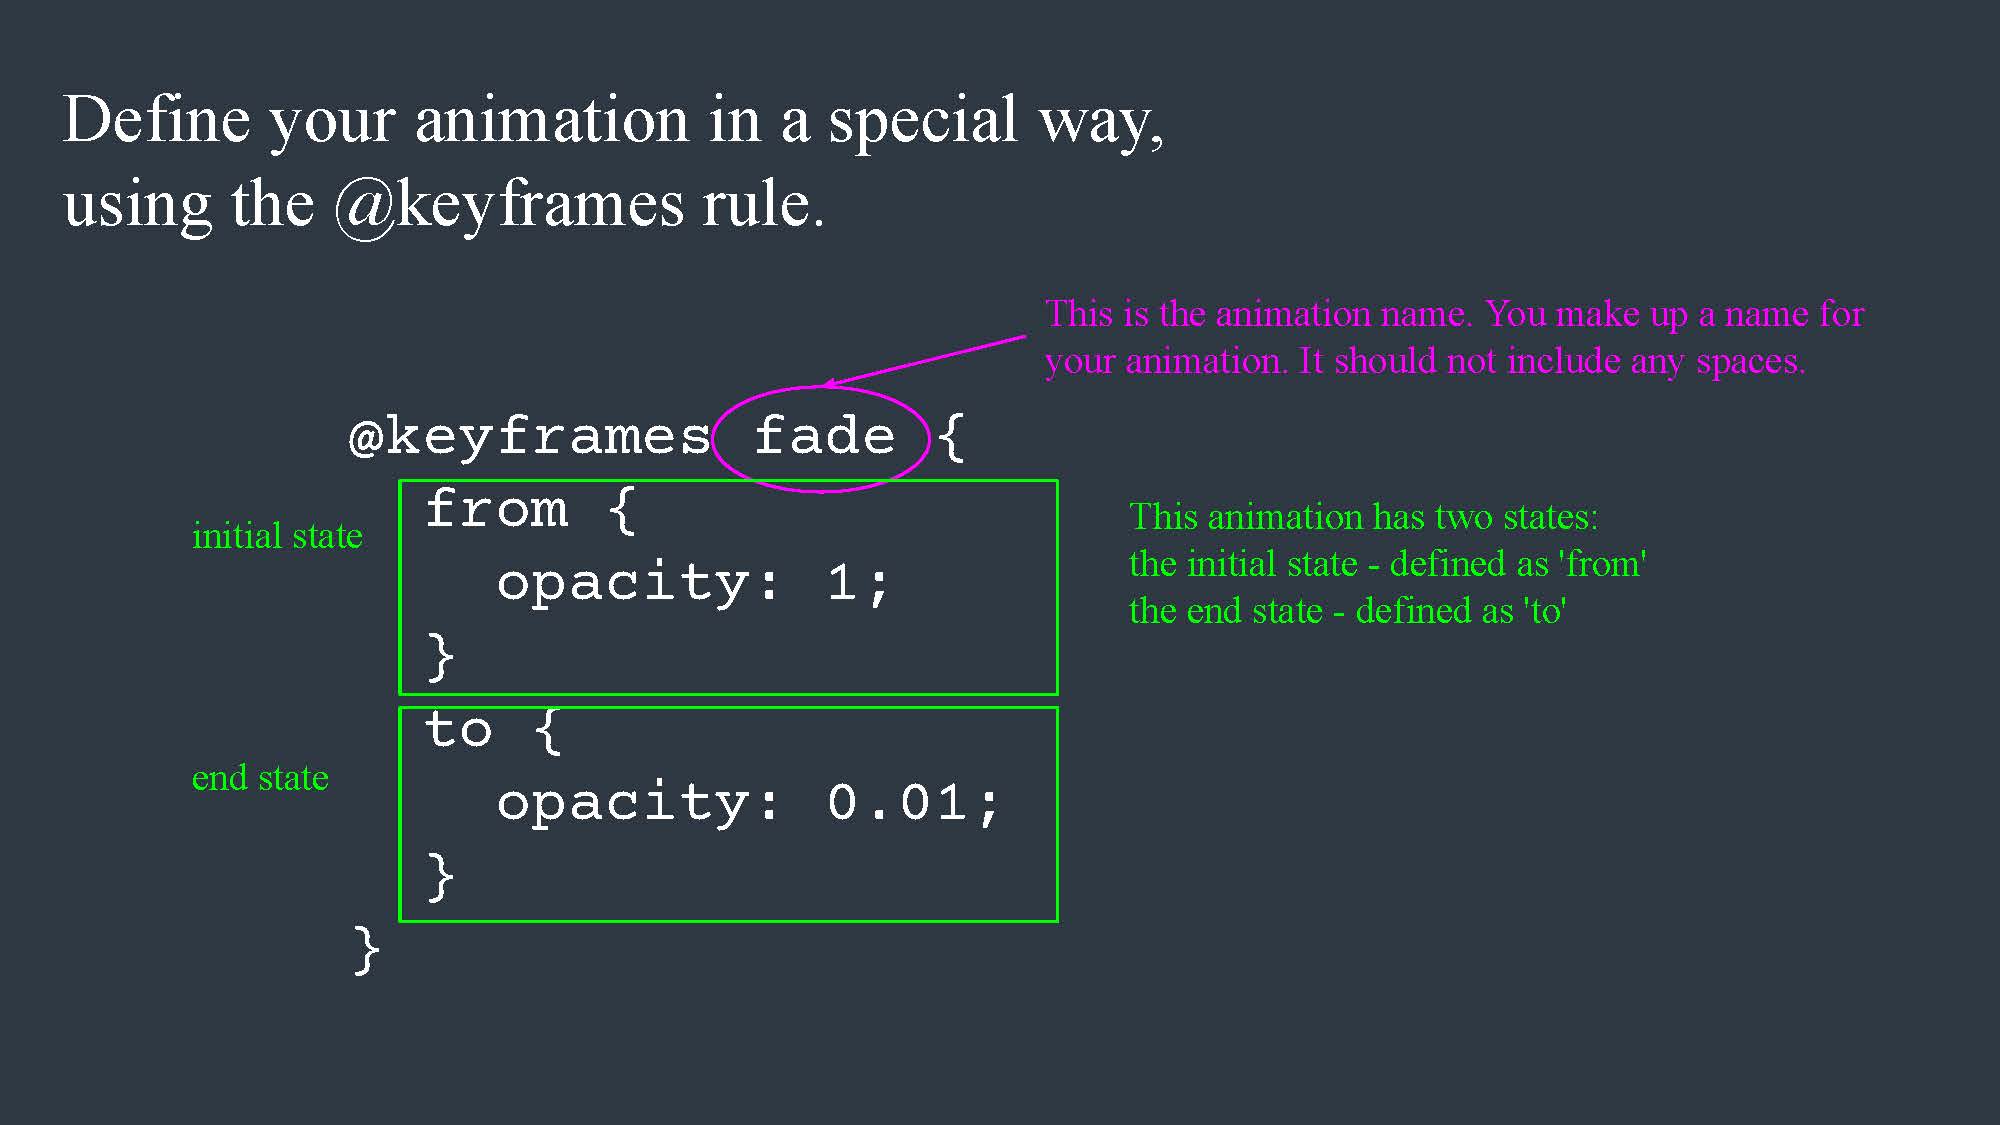 Define your animation in a special way,
using the @keyframes rule.
This is the animation name. You make up a name for
your animation. It should not include any spaces.
@keyframes fade {
from {
initial state
opacity: 1;
}
This animation has two states:
the initial state - defined as 'from'
the end state - defined as 'to'
to {
end state
opacity: 0.01;
}
}